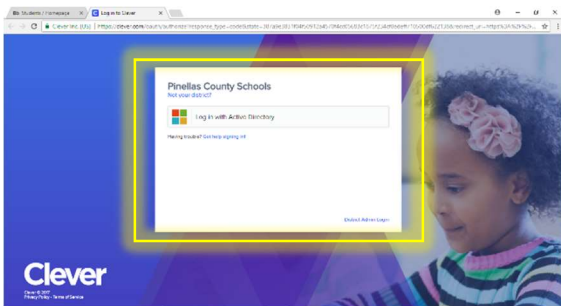 Students | Homepage
Log in to Clever
Clever Inc. [US] | https://clever.com/oauth/authorize?response_type=code&state=
Pinellas County Schools
Not your district?
Log in with Active Directory
Having trouble? Get help signing in!
District Admin Login
Clever
Clever © 2017
Privacy Policy - Terms of Service